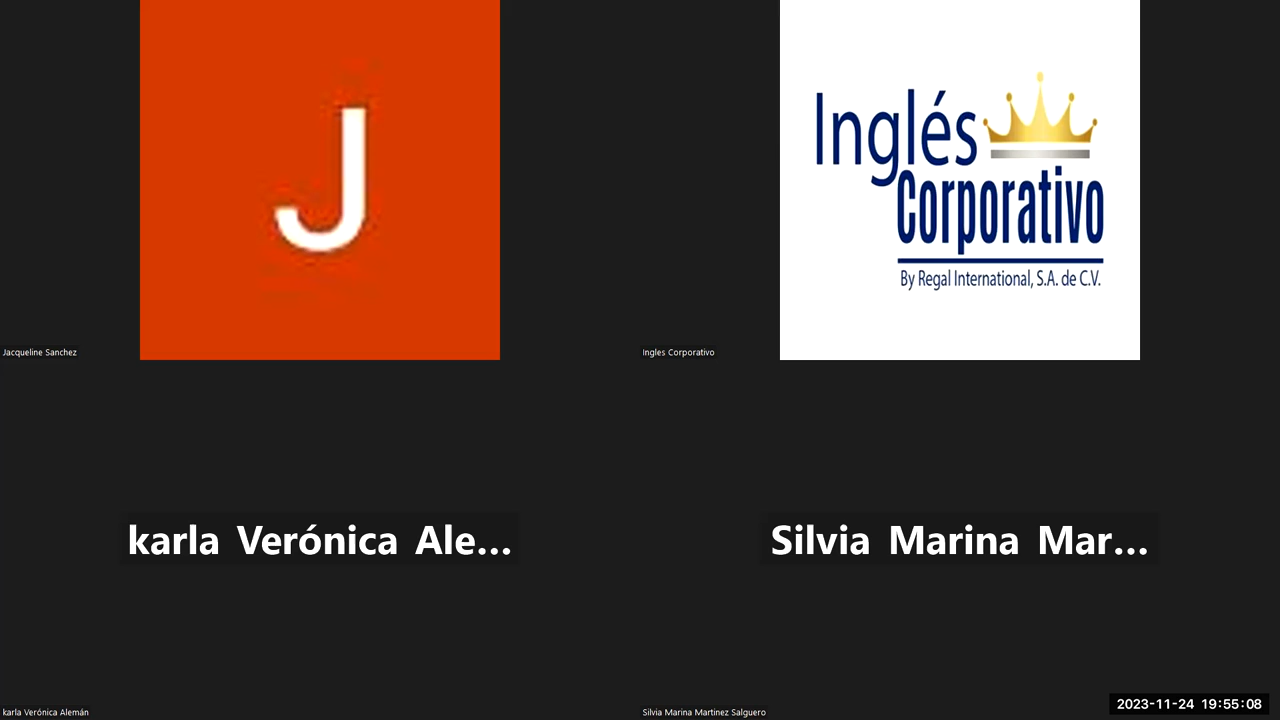 J
Inglés
Corporativo
By Regal International, S.A. de C.V.
Jacqueline Sanchez
Ingles Corporativo
karla Verónica Ale...
Silvia Marina Mar...
karla Verónica Alemán
Silvia Marina Martinez Salguero
2023-11-24 19:55:08